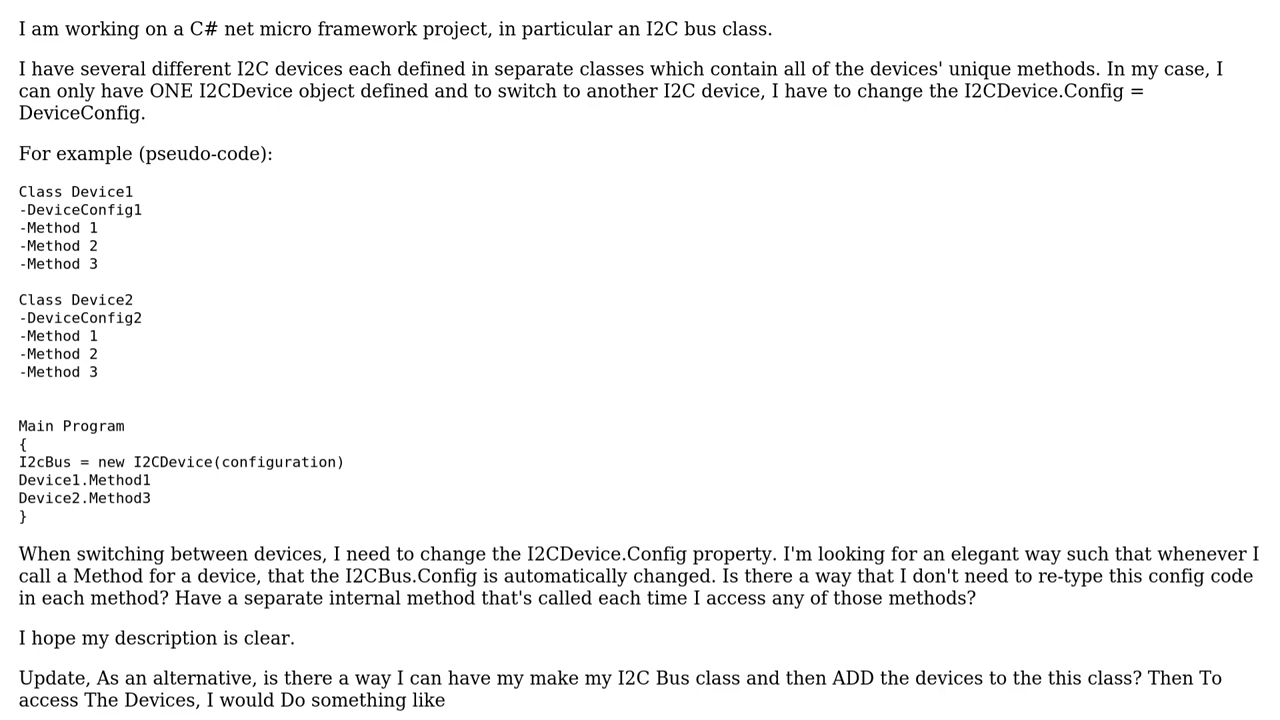 I am working on a C# net micro framework project, in particular an I2C bus class.
I have several different I2C devices each defined in separate classes which contain all of the devices' unique methods. In my case, I
can only have ONE I2CDevice object defined and to switch to another I2C device, I have to change the I2CDevice.Config =
DeviceConfig.
For example (pseudo-code):
Class Device1
-DeviceConfig1
-Method 1
-Method 2
-Method 3
Class Device2
-DeviceConfig2
-Method 1
-Method 2
-Method 3
Main Program
{
I2cBus = new I2CDevice(configuration)
Device1.Method1
Device2.Method3
}
When switching between devices, I need to change the I2CDevice.Config property. I'm looking for an elegant way such that whenever I
call a Method for a device, that the I2CBus.Config is automatically changed. Is there a way that I don't need to re-type this config code
in each method? Have a separate internal method that's called each time I access any of those methods?
I hope my description is clear.
Update, As an alternative, is there a way I can have my make my I2C Bus class and then ADD the devices to the this class? Then To
access The Devices, I would Do something like